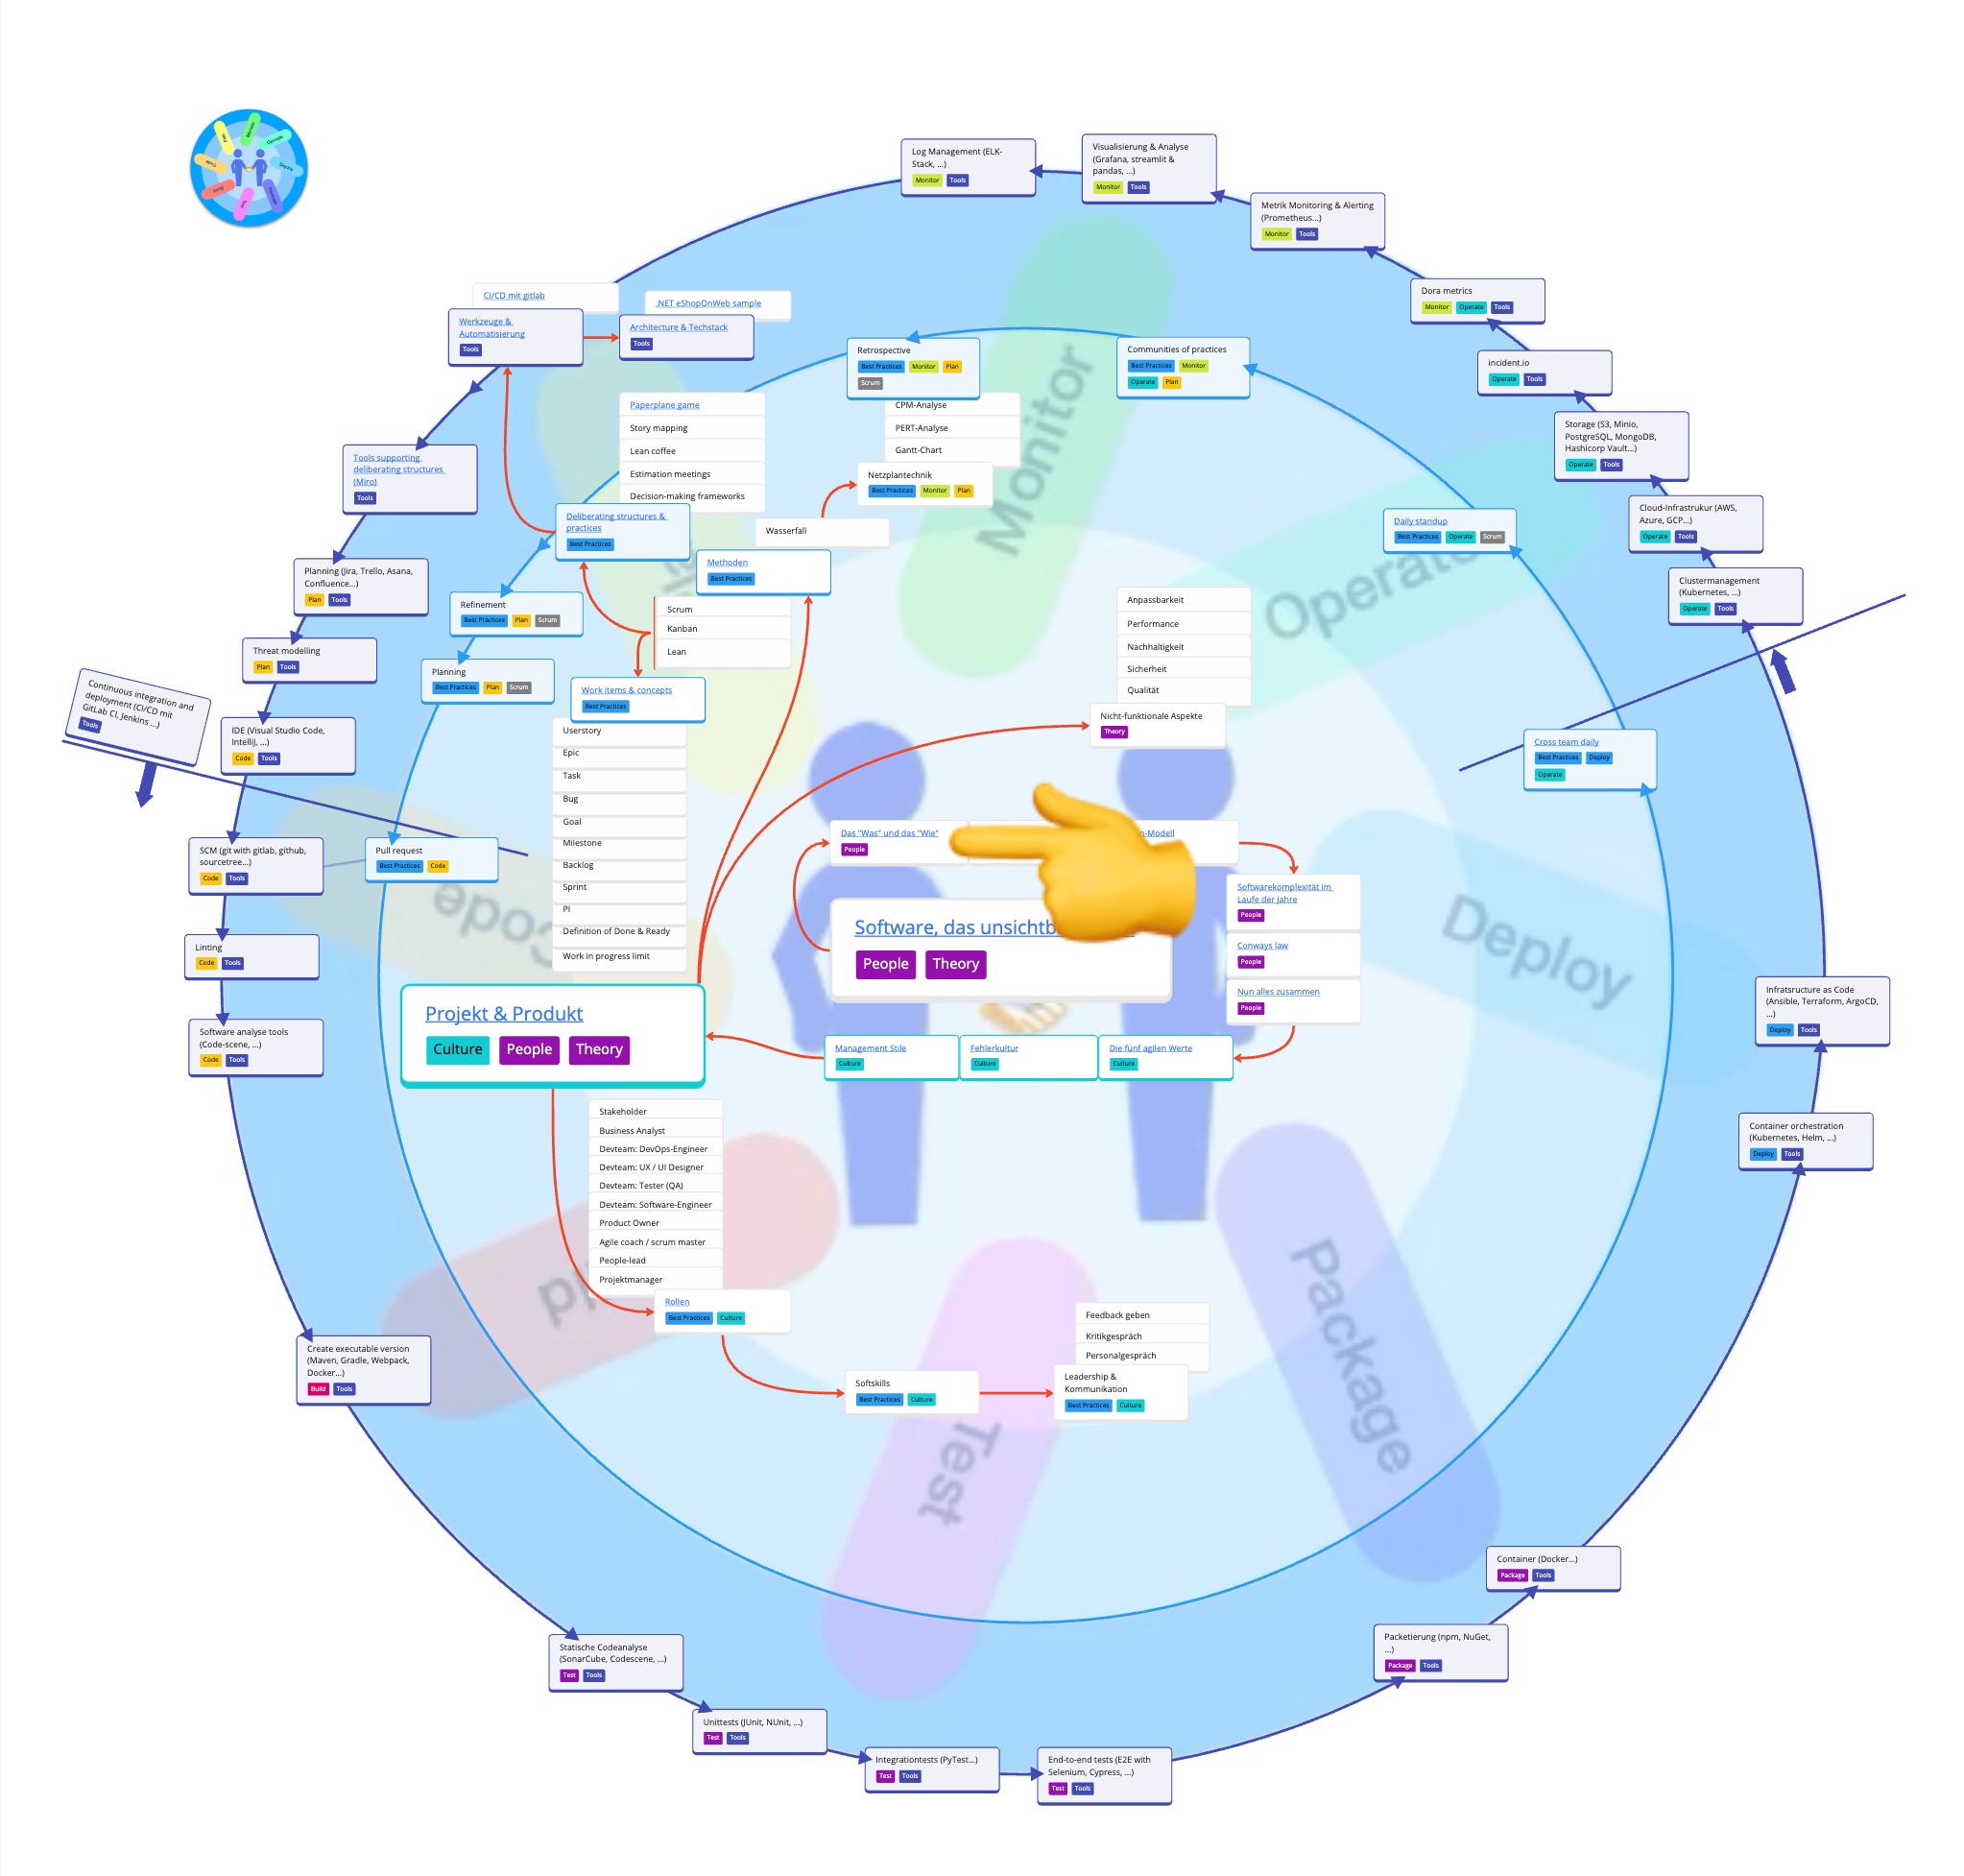 Log Management (ELK-
Stack, ...)
Monitor Tools
Visualisierung & Analyse
(Grafana, streamlit &
pandas, ...)
Monitor Tools
Metrik Monitoring & Alerting
(Prometheus...)
Monitor Tools
Dora metrics
Monitor Operate Tools
incident.io
Operate Tools
Storage (S3, Minio,
PostgreSQL, MongoDB,
Hashicorp Vault...)
Operate Tools
Cloud-Infrastrukur (AWS,
Azure, GCP...)
Operate Tools
Clustermanagement
(Kubernetes, ...)
Operate Tools
CI/CD mit gitlab
Werkzeuge &
Automatisierung
Tools
.NET eShopOnWeb sample
Architecture & Techstack
Tools
Retrospective
Best Practices Monitor Plan
Scrum
Communities of practices
Best Practices Monitor
Operate Plan
Paperplane game
Story mapping
Lean coffee
Estimation meetings
Decision-making frameworks
Deliberating structures &
practices
Best Practices
CPM-Analyse
PERT-Analyse
Gantt-Chart
Netzplantechnik
Best Practices Monitor Plan
Wasserfall
Methoden
Best Practices
Daily standup
Best Practices Operate Scrum
Tools supporting
deliberating structures
(Miro)
Tools
Planning (Jira, Trello, Asana,
Confluence...)
Plan Tools
Threat modelling
Plan Tools
Continuous integration and
deployment (CI/CD mit
GitLab CI, Jenkins ...)
Tools
IDE (Visual Studio Code,
Intellij, ...)
Code Tools
SCM (git with gitlab, github,
sourcetree...)
Code Tools
Linting
Code Tools
Software analyse tools
(Code-scene, ...)
Code Tools
Refinement
Best Practices Plan Scrum
Planning
Best Practices Plan Scrum
Pull request
Best Practices Code
Scrum
Kanban
Lean
Work items & concepts
Best Practices
Userstory
Epic
Task
Bug
Goal
Milestone
Backlog
Sprint
PI
Definition of Done & Ready
Work in progress limit
Anpassbarkeit
Performance
Nachhaltigkeit
Sicherheit
Qualität
Nicht-funktionale Aspekte
Theory
Cross team daily
Best Practices Deploy
Operate
Das "Was" und das "Wie"
People
-Modell
Software, das unsichtb
People Theory
Softwarekomplexität im
Laufe der Jahre
People
Conways law
People
Nun alles zusammen
People
Projekt & Produkt
Culture People Theory
Management Stile
Culture
Fehlerkultur
Culture
Die fünf agilen Werte
Culture
Infratsructure as Code
(Ansible, Terraform, ArgoCD,
...)
Deploy Tools
Container orchestration
(Kubernetes, Helm, ...)
Deploy Tools
Stakeholder
Business Analyst
Devteam: DevOps-Engineer
Devteam: UX / UI Designer
Devteam: Tester (QA)
Devteam: Software-Engineer
Product Owner
Agile coach / scrum master
People-lead
Projektmanager
Rollen
Best Practices Culture
Softskills
Best Practices Culture
Feedback geben
Kritikgespräch
Personalgespräch
Leadership &
Kommunikation
Best Practices Culture
Create executable version
(Maven, Gradle, Webpack,
Docker...)
Build Tools
Statische Codeanalyse
(SonarCube, Codescene, ...)
Test Tools
Unittests (JUnit, NUnit, ...)
Test Tools
Integrationtests (PyTest...)
Test Tools
End-to-end tests (E2E with
Selenium, Cypress, ...)
Test Tools
Packetierung (npm, NuGet,
...)
Package Tools
Container (Docker...)
Package Tools
Monitor
Operate
Deploy
Package
Test
Code